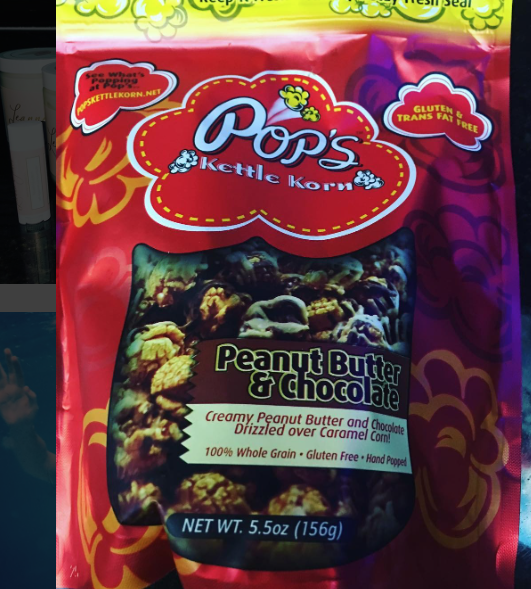 See What's
Popping
at Pop's...
POPSKETTLEKORN.NET
GLUTEN &
TRANS FAT FREE
POP'S
Kettle Korn
Peanut Butter
& Chocolate
Creamy Peanut Butter and Chocolate
Drizzled over Caramel Corn!
100% Whole Grain • Gluten Free • Hand Popped
NET WT. 5.5oz (156g)